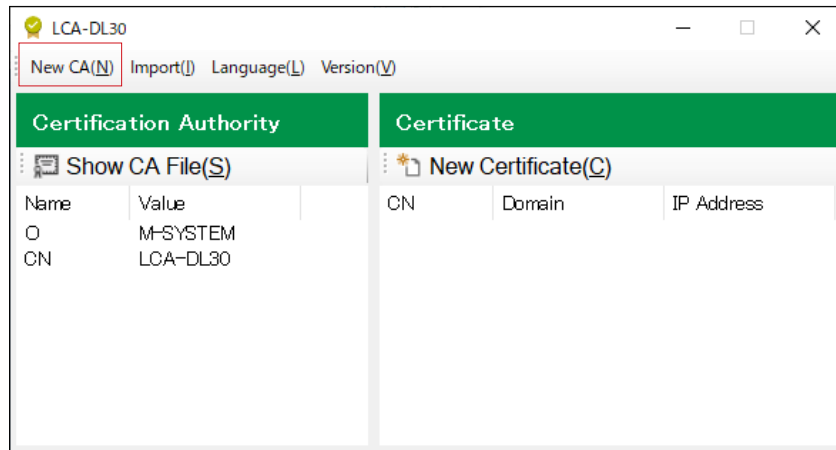 LCA-DL30
New CA(N) Import(I) Language(L) Version(V)
Certification Authority
Certificate
Show CA File(S)
New Certificate(C)
Name Value
CN Domain IP Address
O M-SYSTEM
CN LCA-DL30